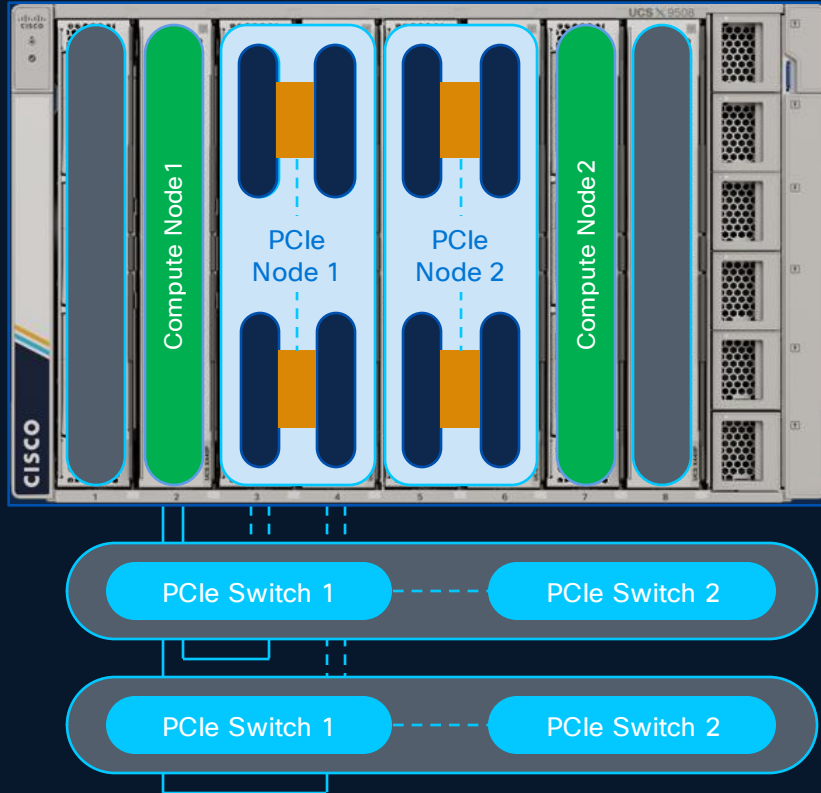 CISCO
UCS X 9508
Compute Node 1
PCIe
Node 1
PCIe
Node 2
Compute Node 2
CISCO
1 2 3 4 5 6 7 8
PCIe Switch 1
PCIe Switch 2
PCIe Switch 1
PCIe Switch 2